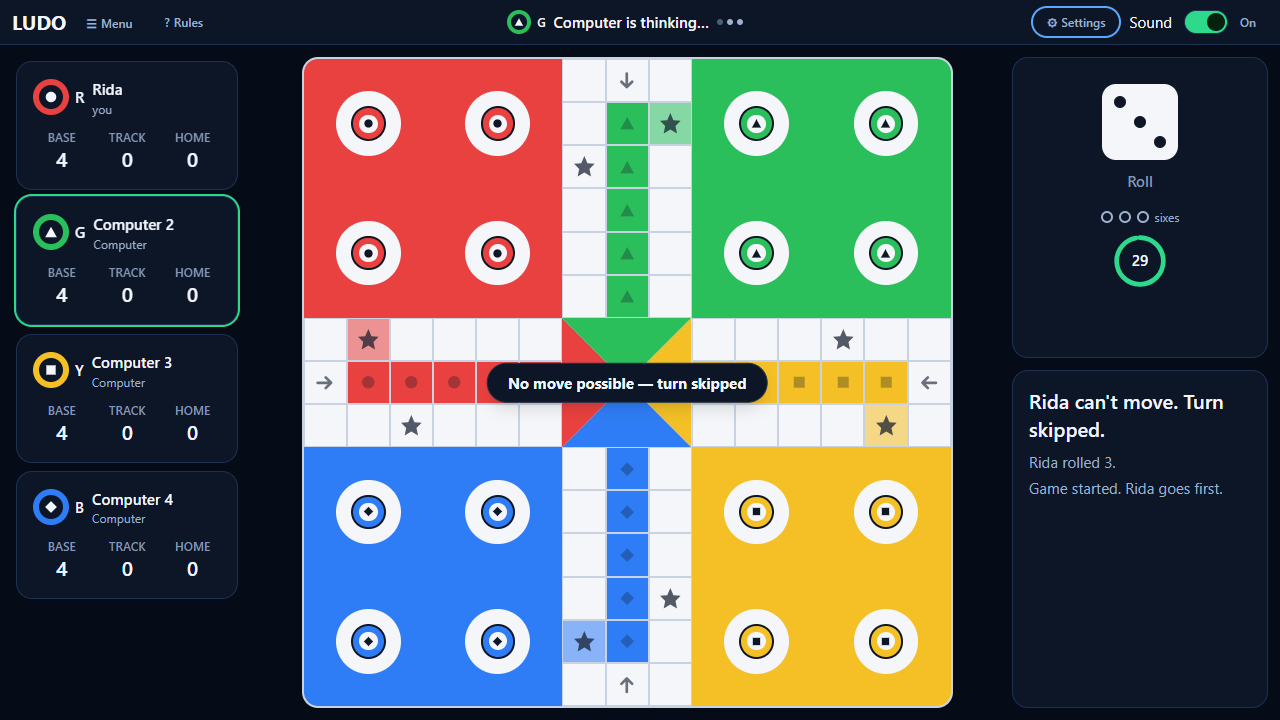 LUDO
☰ Menu
? Rules
G Computer is thinking...
⚙ Settings
Sound
On
R Rida
you
BASE TRACK HOME
4 0 0
G Computer 2
Computer
BASE TRACK HOME
4 0 0
Y Computer 3
Computer
BASE TRACK HOME
4 0 0
B Computer 4
Computer
BASE TRACK HOME
4 0 0
No move possible — turn skipped
Roll
sixes
29
Rida can't move. Turn
skipped.
Rida rolled 3.
Game started. Rida goes first.